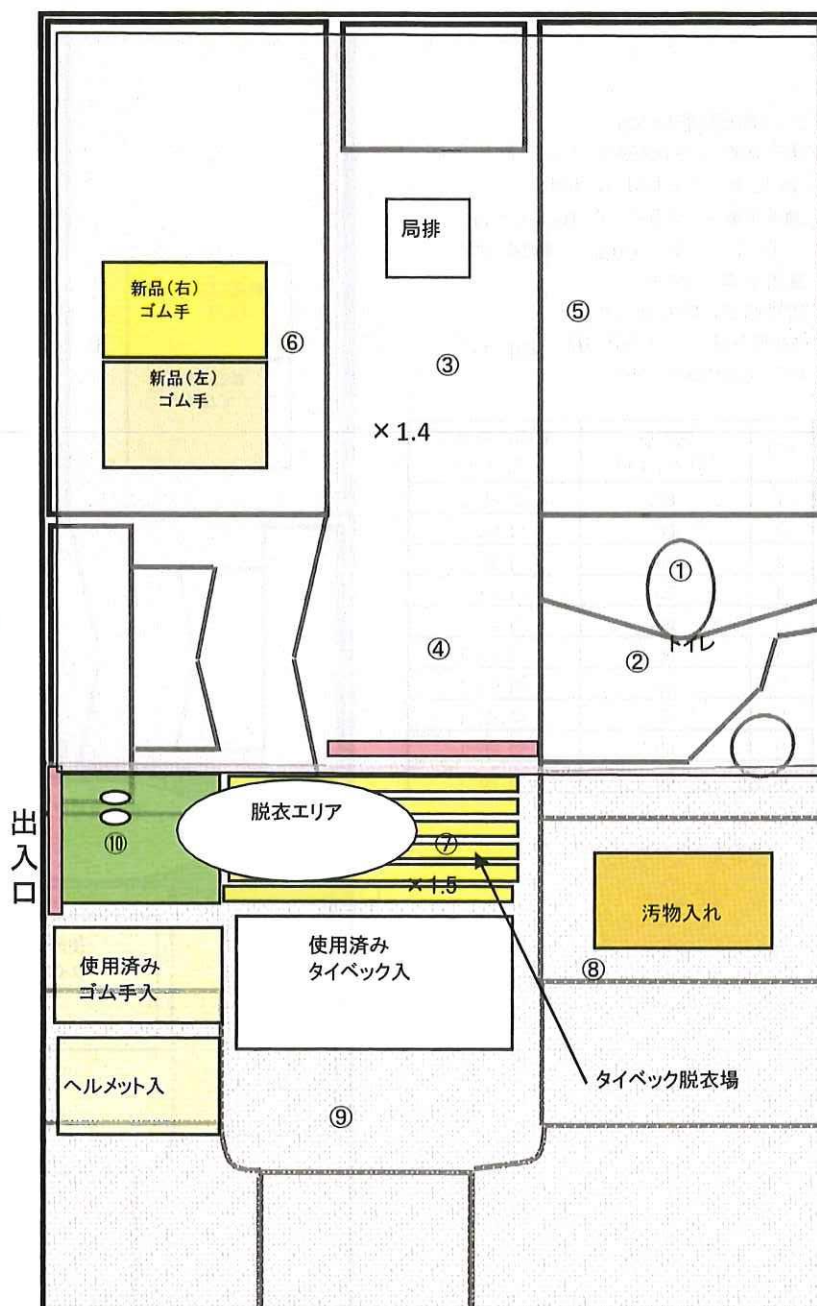 局排
新品(右)
ゴム手
⑤
⑥
③
新品(左)
ゴム手
×1.4
①
④
②
トイレ
脱衣エリア
出入口
⑩
⑦
×1.5
汚物入れ
使用済み
タイベック入
使用済み
ゴム手入
⑧
ヘルメット入
タイベック脱衣場
⑨